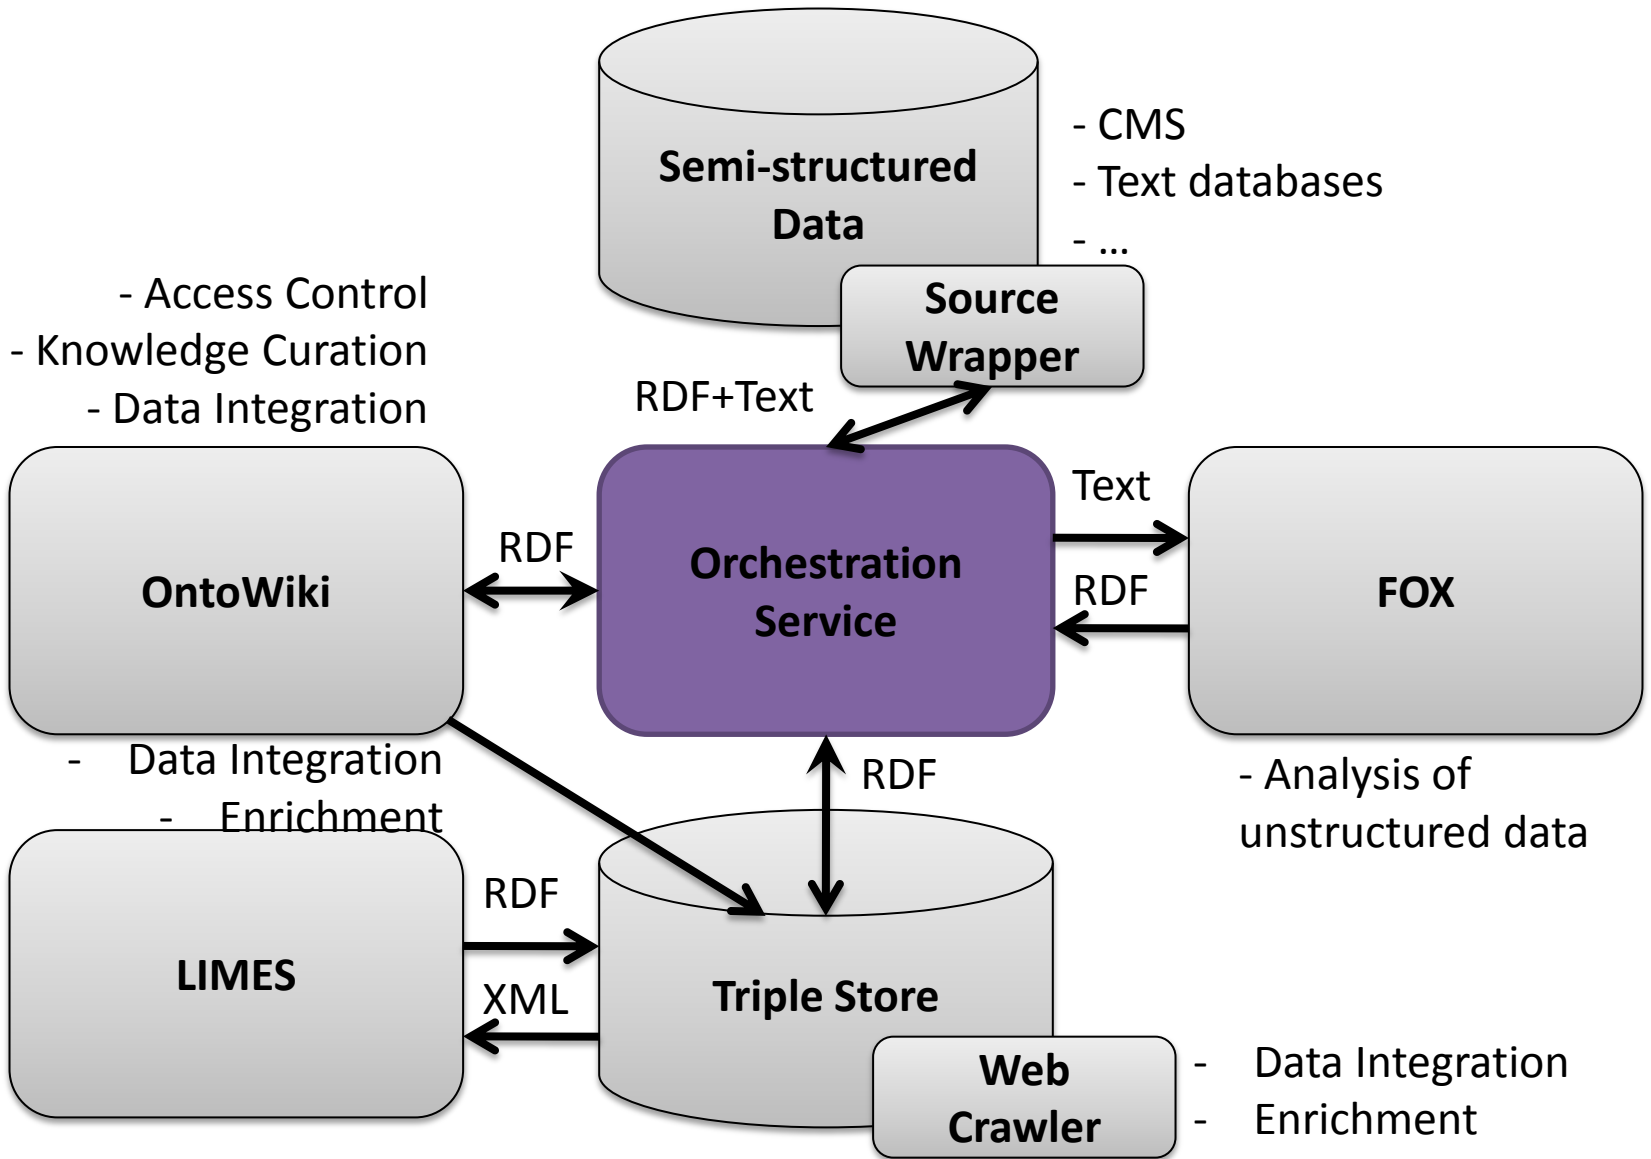 Semi-structured
Data
- CMS
- Text databases
- ...
Source
Wrapper
- Access Control
- Knowledge Curation
- Data Integration
RDF+Text
OntoWiki
RDF
Orchestration
Service
Text
RDF
FOX
- Data Integration
- Enrichment
RDF
- Analysis of
unstructured data
LIMES
RDF
XML
Triple Store
Web
Crawler
- Data Integration
- Enrichment